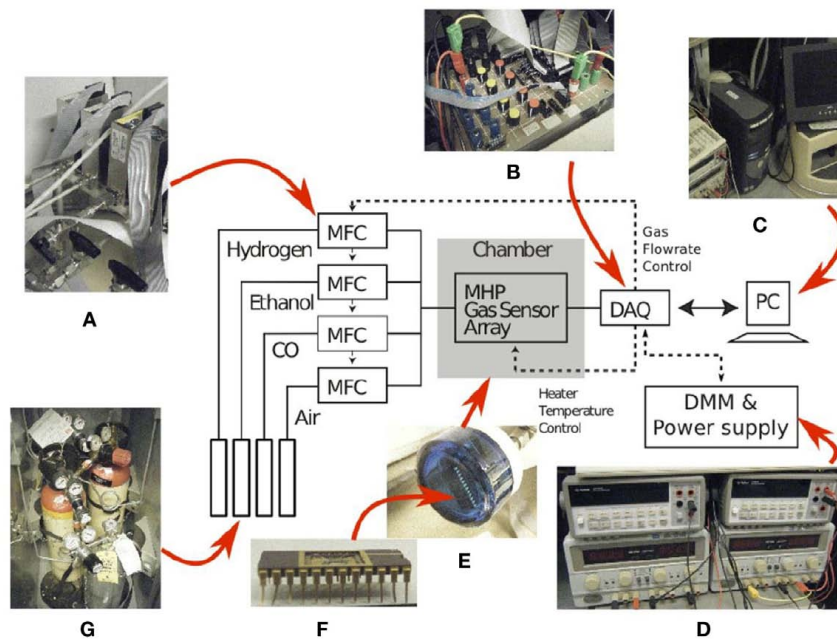 A
B
C
Hydrogen
MFC
Ethanol
MFC
CO
MFC
Air
MFC
Chamber
MHP
Gas Sensor
Array
DAQ
PC
Gas
Flowrate
Control
Heater
Temperature
Control
DMM &
Power supply
G
F
E
D